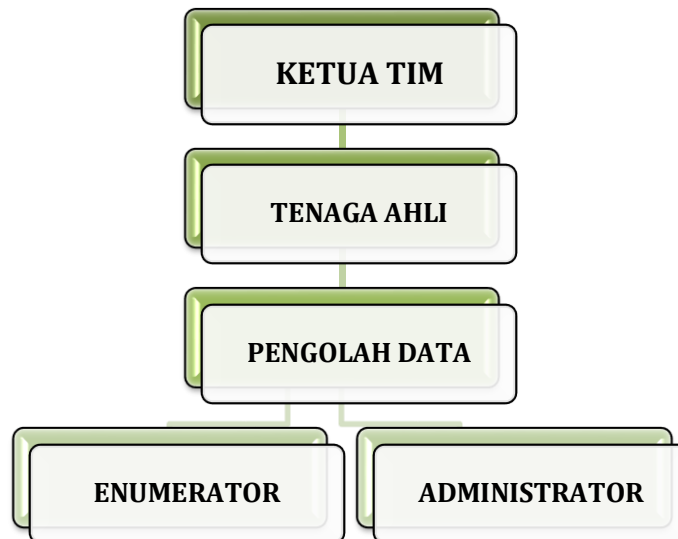 KETUA TIM
TENAGA AHLI
PENGOLAH DATA
ENUMERATOR
ADMINISTRATOR